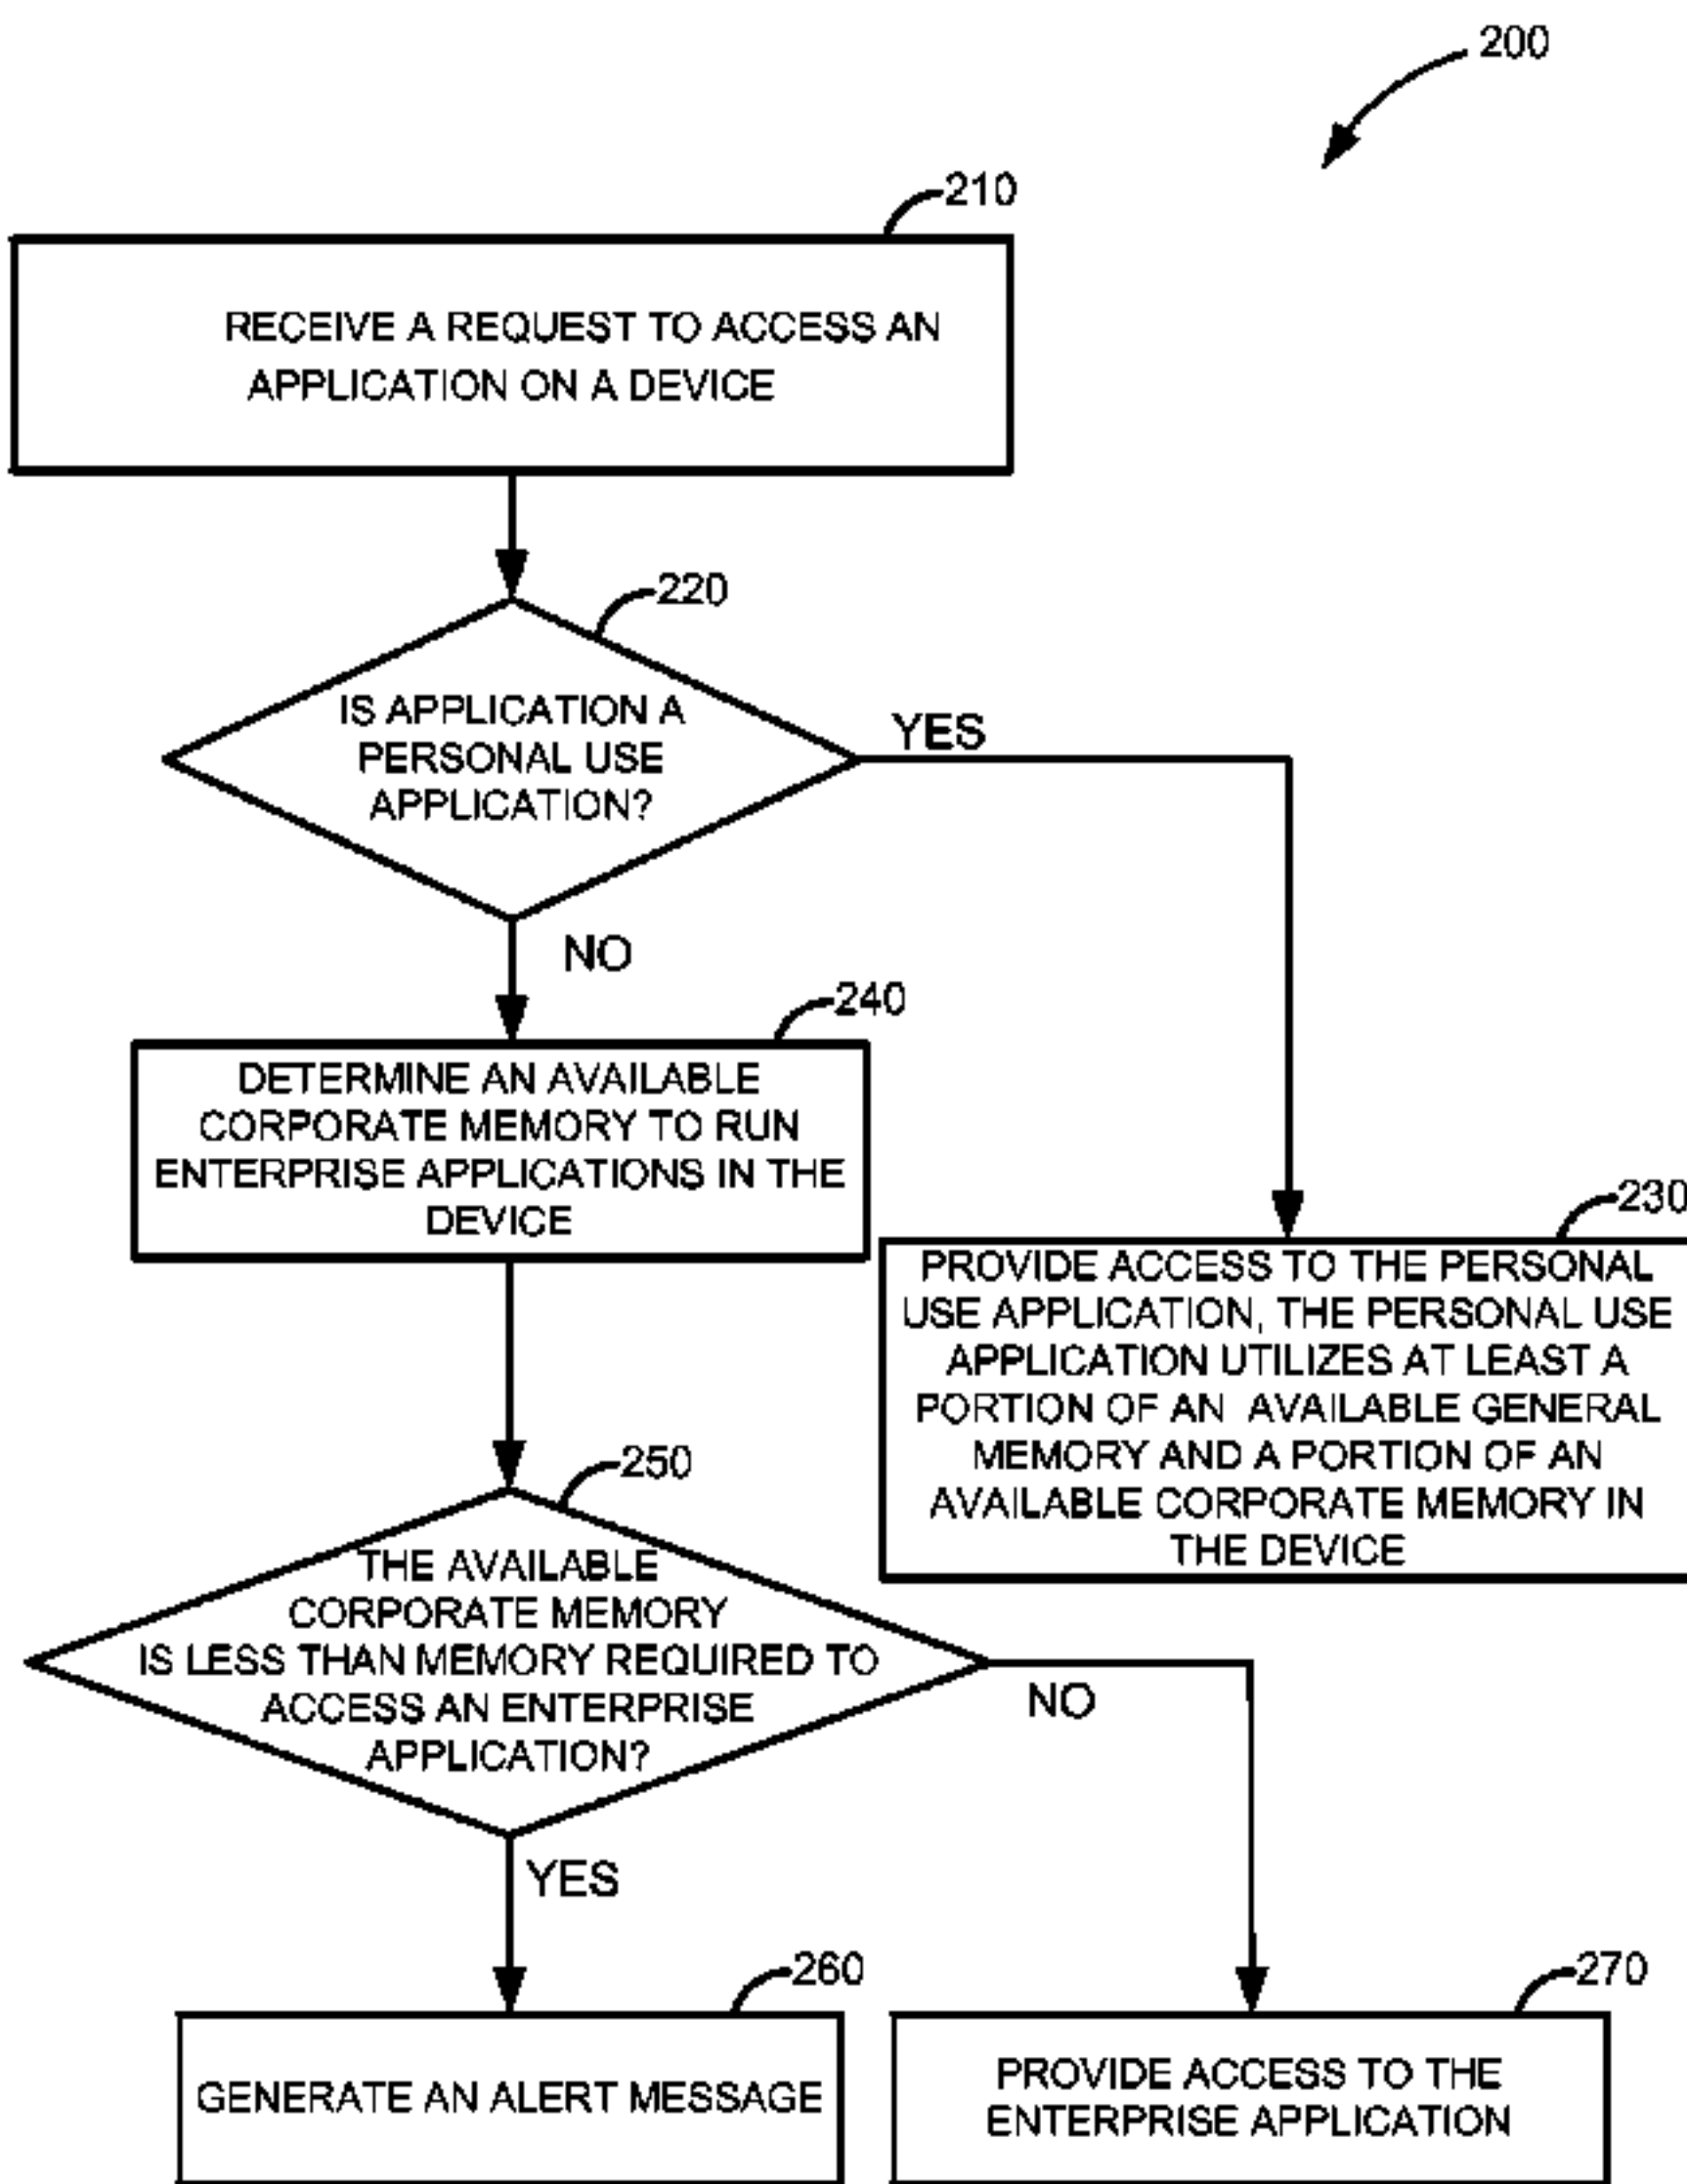 200
210
RECEIVE A REQUEST TO ACCESS AN
APPLICATION ON A DEVICE
220
IS APPLICATION A
PERSONAL USE
APPLICATION?
YES
NO
240
DETERMINE AN AVAILABLE
CORPORATE MEMORY TO RUN
ENTERPRISE APPLICATIONS IN THE
DEVICE
230
PROVIDE ACCESS TO THE PERSONAL
USE APPLICATION, THE PERSONAL USE
APPLICATION UTILIZES AT LEAST A
PORTION OF AN AVAILABLE GENERAL
MEMORY AND A PORTION OF AN
AVAILABLE CORPORATE MEMORY IN
THE DEVICE
250
THE AVAILABLE
CORPORATE MEMORY
IS LESS THAN MEMORY REQUIRED TO
ACCESS AN ENTERPRISE
APPLICATION?
NO
YES
260
GENERATE AN ALERT MESSAGE
270
PROVIDE ACCESS TO THE
ENTERPRISE APPLICATION